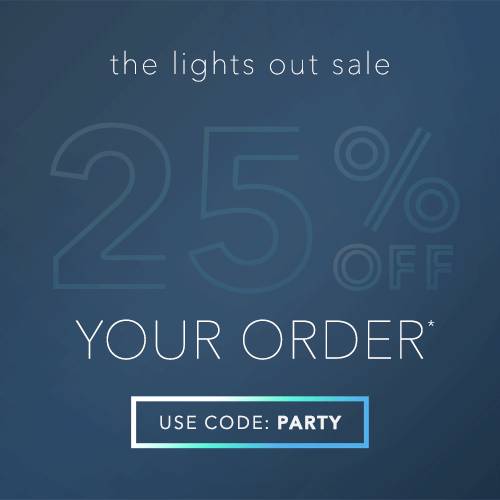 the lights out sale
25%
OFF
YOUR ORDER*
USE CODE: PARTY